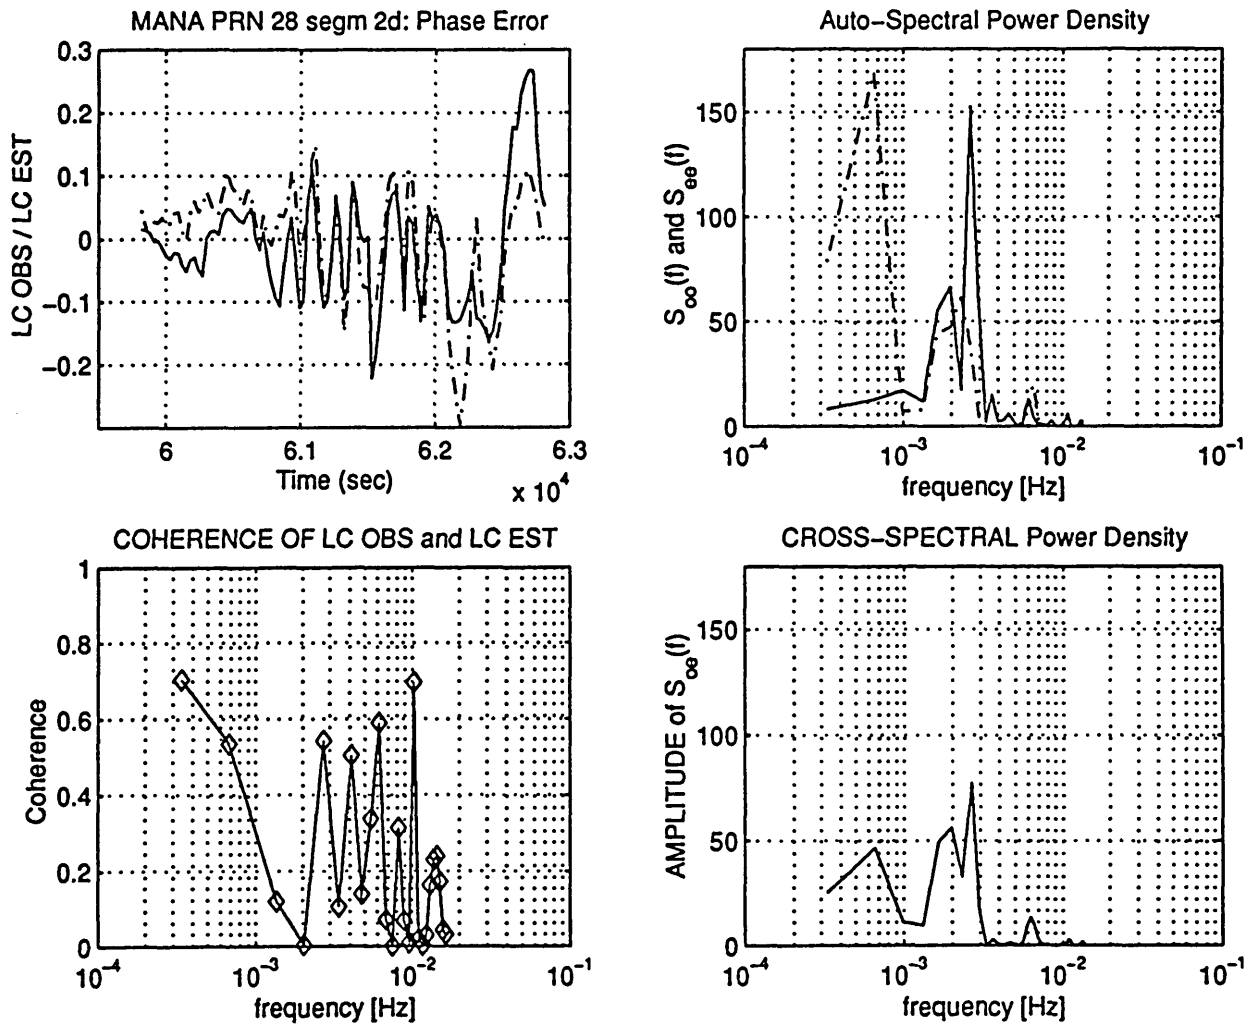 MANA PRN 28 segm 2d: Phase Error
LC OBS / LC EST
0.3
0.2
0.1
0
−0.1
−0.2
6
6.1
6.2
6.3
Time (sec)
x 10^4
Auto−Spectral Power Density
S_oo(f) and S_ee(f)
150
100
50
0
10^−4
10^−3
10^−2
10^−1
frequency [Hz]
COHERENCE OF LC OBS and LC EST
Coherence
1
0.8
0.6
0.4
0.2
0
10^−4
10^−3
10^−2
10^−1
frequency [Hz]
CROSS−SPECTRAL Power Density
AMPLITUDE of S_oe(f)
150
100
50
0
10^−4
10^−3
10^−2
10^−1
frequency [Hz]